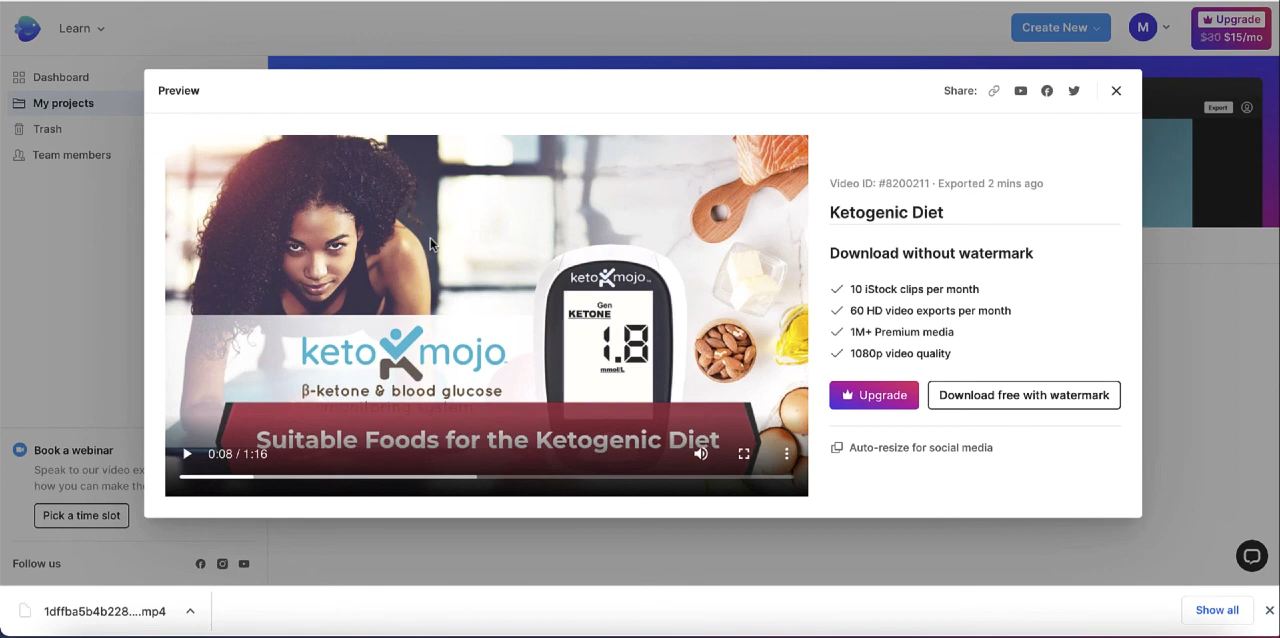 Learn
Create New
M
Upgrade
$30 $15/mo
Dashboard
My projects
Trash
Team members
Export
Preview
Share:
keto mojo
Gen
KETONE
1.8
mmol/L
keto mojo
β-ketone & blood glucose
monitoring system
Suitable Foods for the Ketogenic Diet
0:08 / 1:16
Video ID: #8200211 · Exported 2 mins ago
Ketogenic Diet
Download without watermark
10 iStock clips per month
60 HD video exports per month
1M+ Premium media
1080p video quality
Upgrade
Download free with watermark
Auto-resize for social media
Book a webinar
Speak to our video ex
how you can make the
Pick a time slot
Follow us
1dffba5b4b228....mp4
Show all